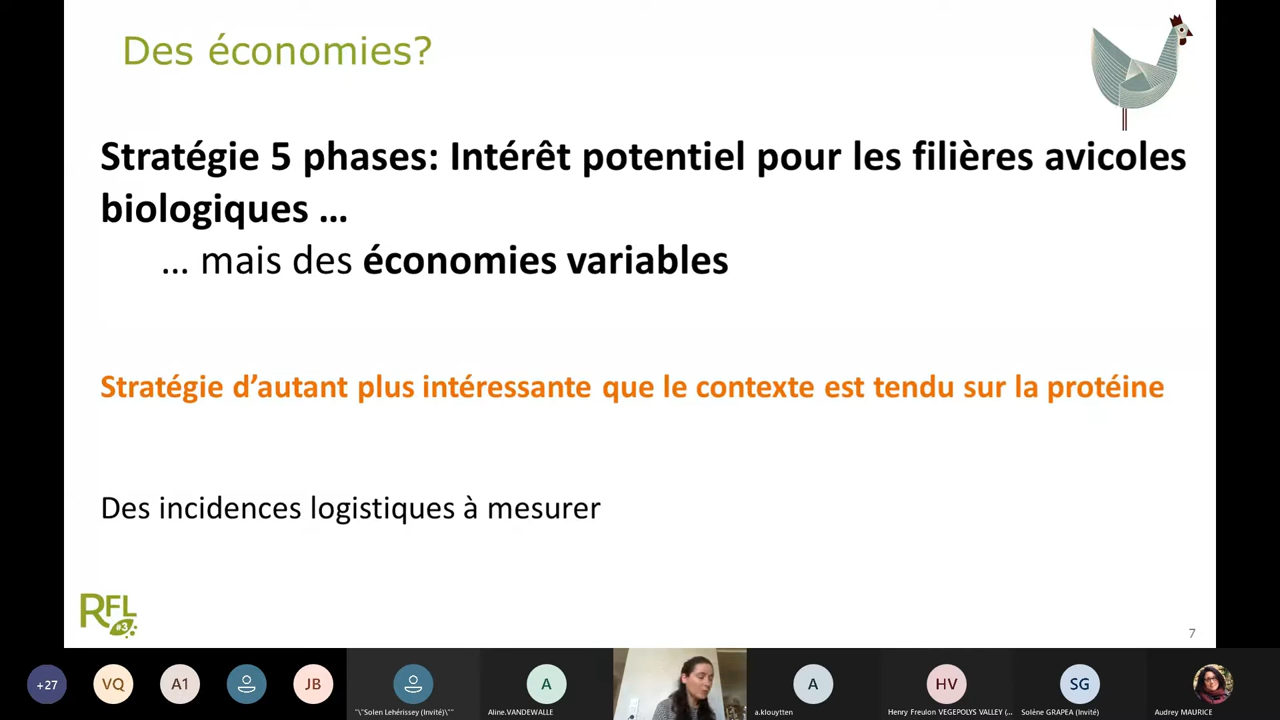 Des économies?
Stratégie 5 phases: Intérêt potentiel pour les filières avicoles
biologiques …
… mais des économies variables
Stratégie d’autant plus intéressante que le contexte est tendu sur la protéine
Des incidences logistiques à mesurer
RFL
#3
7
+27
VQ
A1
JB
A
A
HV
SG
"\"Solen Lehérissey (Invité)\""
Aline.VANDEWALLE
a.klouytten
Henry Freulon VEGEPOLYS VALLEY (...
Solène GRAPEA (Invité)
Audrey MAURICE